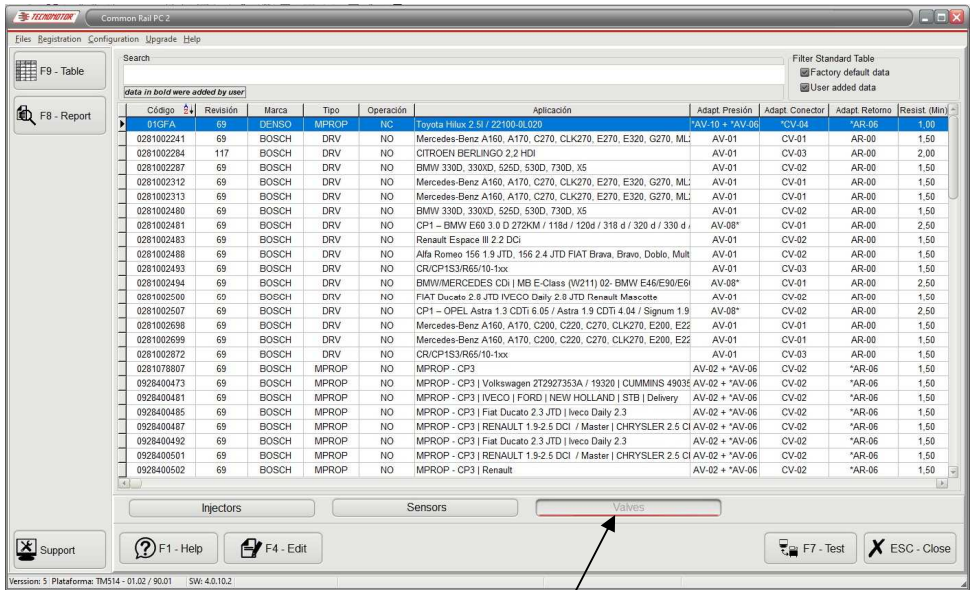 TECNOMOTOR Common Rail PC 2
Files Registration Configuration Upgrade Help
F9 - Table
F8 - Report
Search
data in bold were added by user
Filter Standard Table
Factory default data
User added data
Código Revisión Marca Tipo Operación Aplicación Adapt. Presión Adapt. Conector Adapt. Retorno Resist. (Min)
01GFA 69 DENSO MPROP NC Toyota Hilux 2.5l / 22100-0L020 *AV-10 + *AV-06 *CV-04 *AR-06 1,00
0281002241 69 BOSCH DRV NO Mercedes-Benz A160, A170, C270, CLK270, E270, E320, G270, ML: AV-01 CV-01 AR-00 1,50
0281002284 117 BOSCH DRV NO CITROEN BERLINGO 2,2 HDI AV-01 CV-03 AR-00 2,00
0281002287 69 BOSCH DRV NO BMW 330D, 330XD, 525D, 530D, 730D, X5 AV-01 CV-02 AR-00 1,50
0281002312 69 BOSCH DRV NO Mercedes-Benz A160, A170, C270, CLK270, E270, E320, G270, ML: AV-01 CV-01 AR-00 1,50
0281002313 69 BOSCH DRV NO Mercedes-Benz A160, A170, C270, CLK270, E270, E320, G270, ML: AV-01 CV-01 AR-00 1,50
0281002480 69 BOSCH DRV NO BMW 330D, 330XD, 525D, 530D, 730D, X5 AV-01 CV-02 AR-00 1,50
0281002481 69 BOSCH DRV NO CP1 – BMW E60 3.0 D 272KM / 118d / 120d / 318 d / 320 d / 330 d / AV-08* CV-01 AR-00 2,50
0281002483 69 BOSCH DRV NO Renault Espace III 2.2 DCi AV-01 CV-02 AR-00 1,50
0281002488 69 BOSCH DRV NO Alfa Romeo 156 1.9 JTD, 156 2.4 JTD FIAT Brava, Bravo, Doblo, Mult AV-01 CV-02 AR-00 1,50
0281002493 69 BOSCH DRV NO CR/CP1S3/R65/10-1xx AV-01 CV-03 AR-00 1,50
0281002494 69 BOSCH DRV NO BMW/MERCEDES CDi | MB E-Class (W211) 02- BMW E46/E90/E6 AV-08* CV-01 AR-00 2,50
0281002500 69 BOSCH DRV NO FIAT Ducato 2.8 JTD IVECO Daily 2.8 JTD Renault Mascotte AV-01 CV-02 AR-00 1,50
0281002507 69 BOSCH DRV NO CP1 – OPEL Astra 1.3 CDTi 6.05 / Astra 1.9 CDTi 4.04 / Signum 1.9 AV-08* CV-02 AR-00 2,50
0281002698 69 BOSCH DRV NO Mercedes-Benz A160, A170, C200, C220, C270, CLK270, E200, E22 AV-01 CV-01 AR-00 1,50
0281002699 69 BOSCH DRV NO Mercedes-Benz A160, A170, C200, C220, C270, CLK270, E200, E22 AV-01 CV-01 AR-00 1,50
0281002872 69 BOSCH DRV NO CR/CP1S3/R65/10-1xx AV-01 CV-03 AR-00 1,50
0281078807 69 BOSCH MPROP NO MPROP - CP3 AV-02 + *AV-06 CV-02 *AR-06 1,50
0928400473 69 BOSCH MPROP NO MPROP - CP3 | Volkswagen 2T2927353A / 19320 | CUMMINS 49035 AV-02 + *AV-06 CV-02 *AR-06 1,50
0928400481 69 BOSCH MPROP NO MPROP - CP3 | IVECO | FORD | NEW HOLLAND | STB | Delivery AV-02 + *AV-06 CV-02 *AR-06 1,50
0928400485 69 BOSCH MPROP NO MPROP - CP3 | Fiat Ducato 2.3 JTD | Iveco Daily 2.3 AV-02 + *AV-06 CV-02 *AR-06 1,50
0928400487 69 BOSCH MPROP NO MPROP - CP3 | RENAULT 1.9-2.5 DCI / Master | CHRYSLER 2.5 CI AV-02 + *AV-06 CV-02 *AR-06 1,50
0928400492 69 BOSCH MPROP NO MPROP - CP3 | Fiat Ducato 2.3 JTD | Iveco Daily 2.3 AV-02 + *AV-06 CV-02 *AR-06 1,50
0928400501 69 BOSCH MPROP NO MPROP - CP3 | RENAULT 1.9-2.5 DCI / Master | CHRYSLER 2.5 CI AV-02 + *AV-06 CV-02 *AR-06 1,50
0928400502 69 BOSCH MPROP NO MPROP - CP3 | Renault AV-02 + *AV-06 CV-02 *AR-06 1,50
Injectors Sensors Valves
Support F1 - Help F4 - Edit F7 - Test ESC - Close
Verssion: 5 Plataforma: TM514 - 01.02 / 90.01 SW: 4.0.10.2